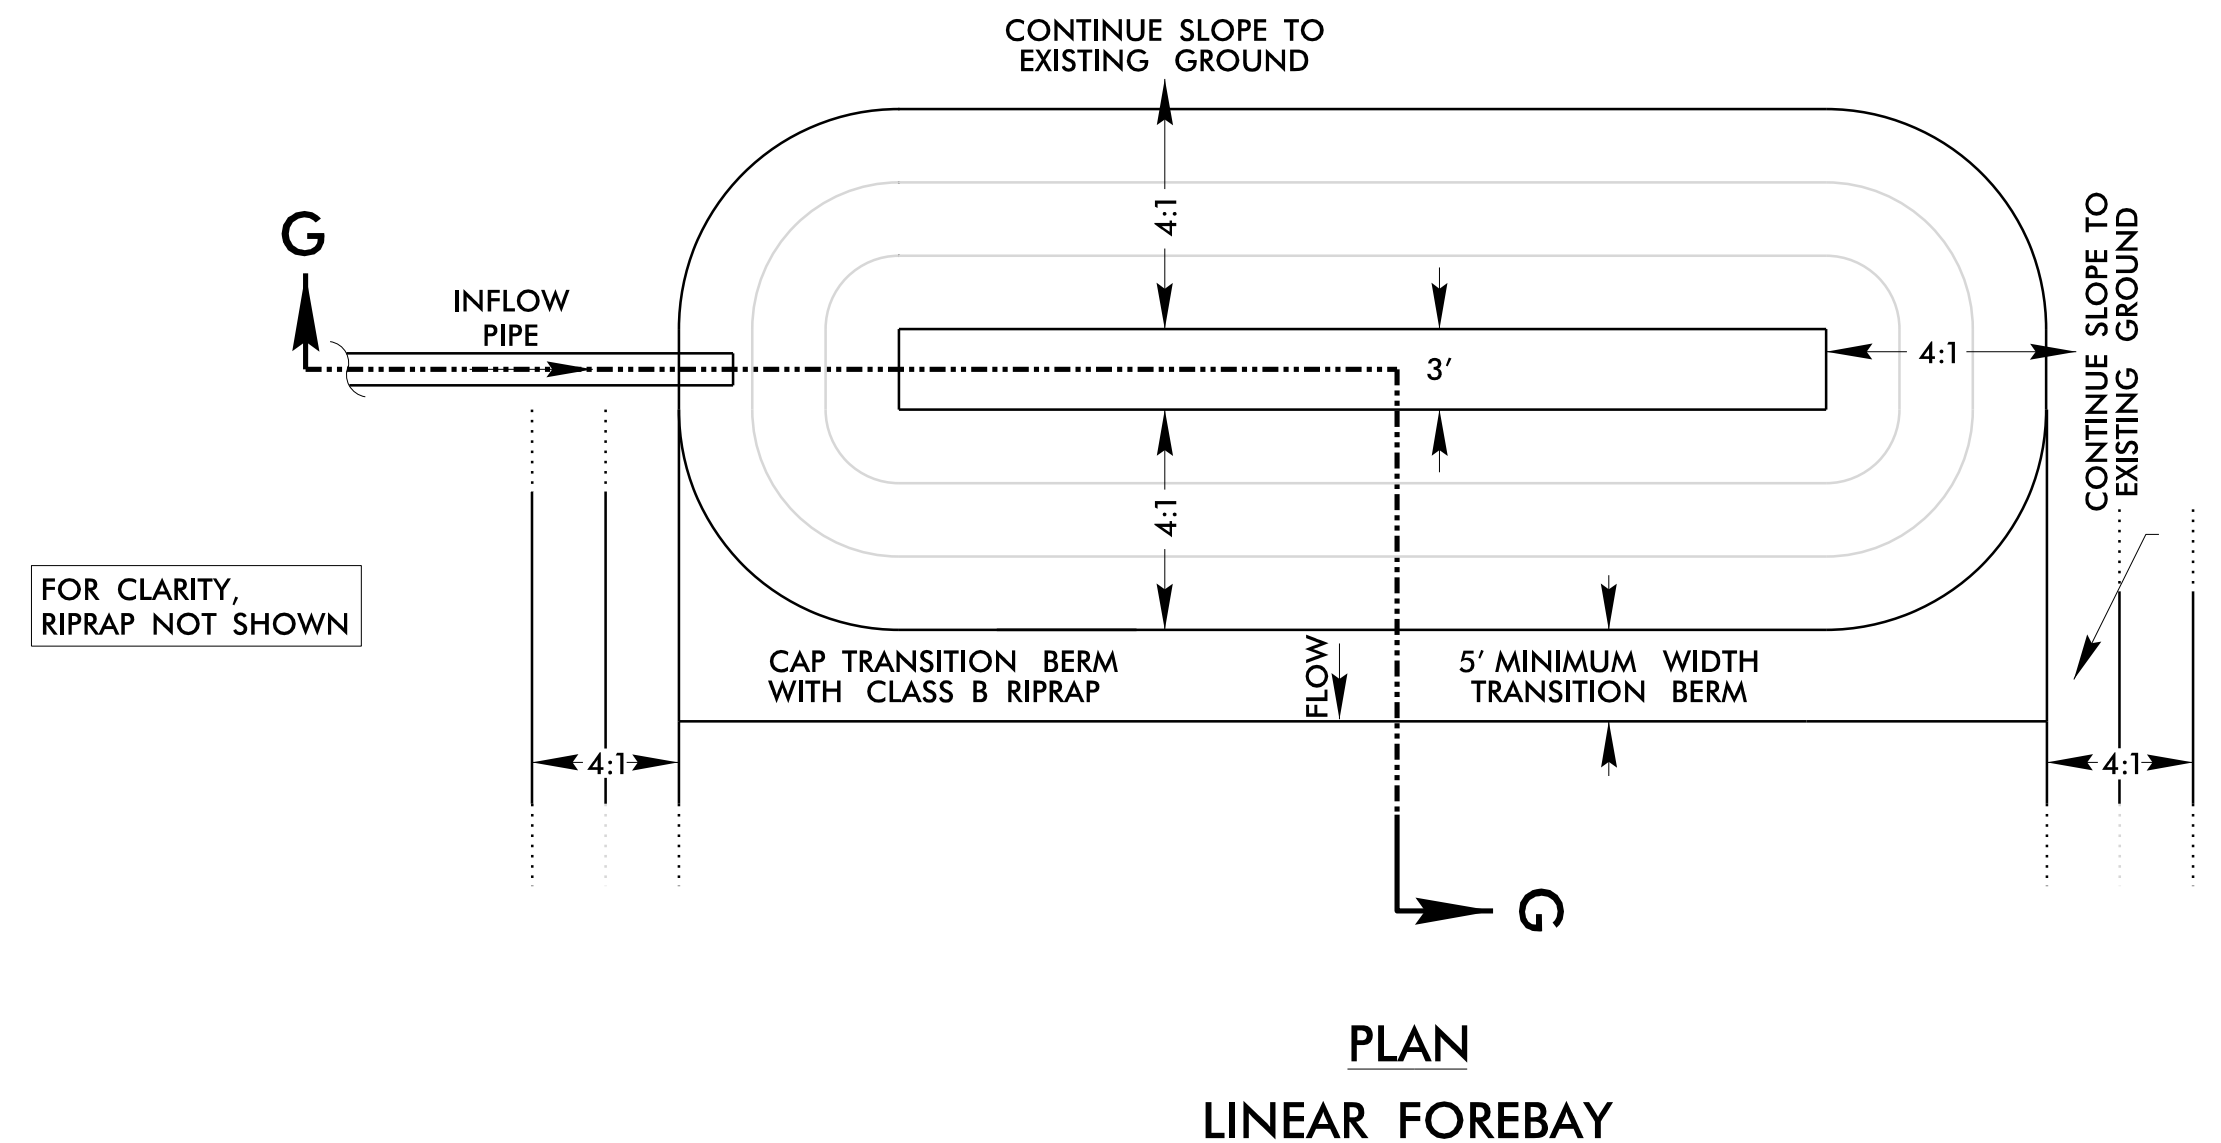 CONTINUE SLOPE TO
EXISTING GROUND
4:1
G
INFLOW
PIPE
3'
4:1
CONTINUE SLOPE TO
EXISTING GROUND
4:1
FOR CLARITY,
RIPRAP NOT SHOWN
CAP TRANSITION BERM
WITH CLASS B RIPRAP
FLOW
5' MINIMUM WIDTH
TRANSITION BERM
4:1
4:1
G
PLAN
LINEAR FOREBAY